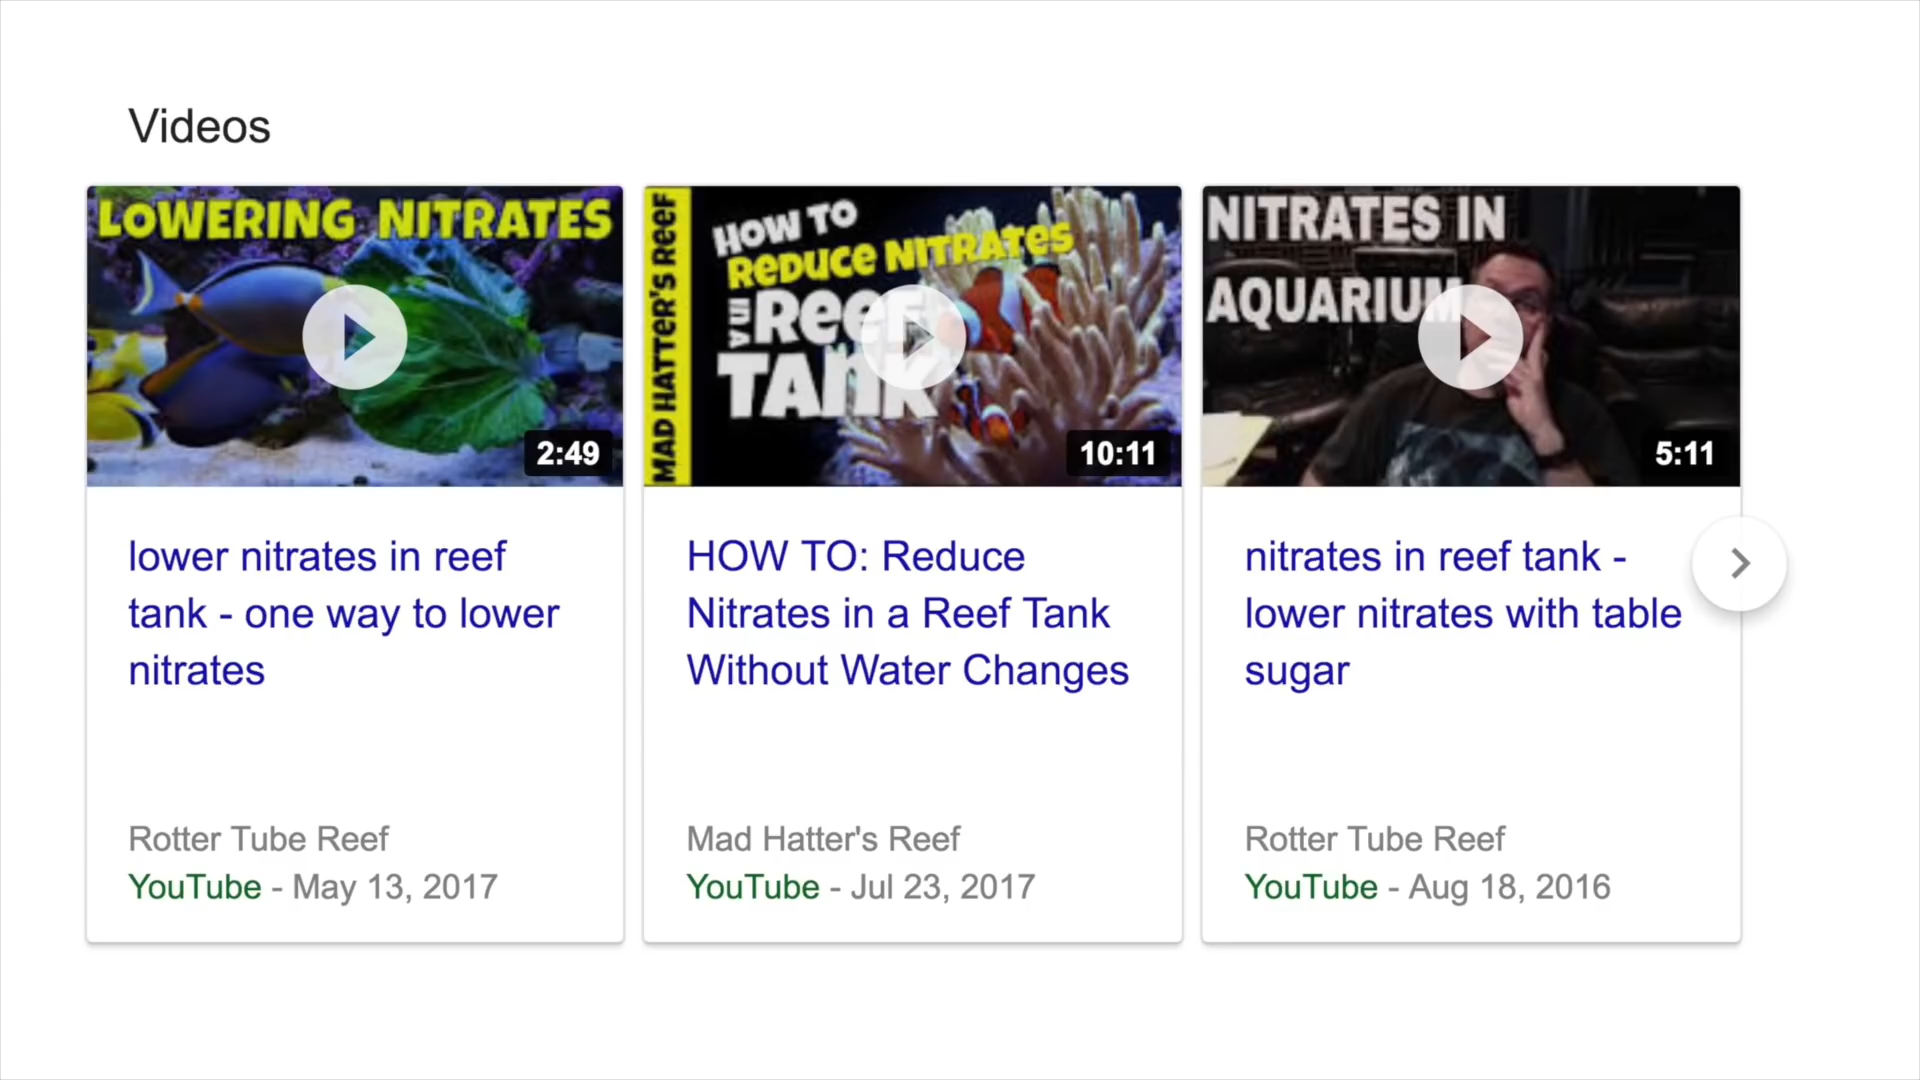 Videos
LOWERING NITRATES
2:49
lower nitrates in reef
tank - one way to lower
nitrates
Rotter Tube Reef
YouTube - May 13, 2017
MAD HATTER'S REEF
HOW TO
REDUCE NITRATES
IN A REEF
TANK
10:11
HOW TO: Reduce
Nitrates in a Reef Tank
Without Water Changes
Mad Hatter's Reef
YouTube - Jul 23, 2017
NITRATES IN
AQUARIUM
5:11
nitrates in reef tank -
lower nitrates with table
sugar
Rotter Tube Reef
YouTube - Aug 18, 2016